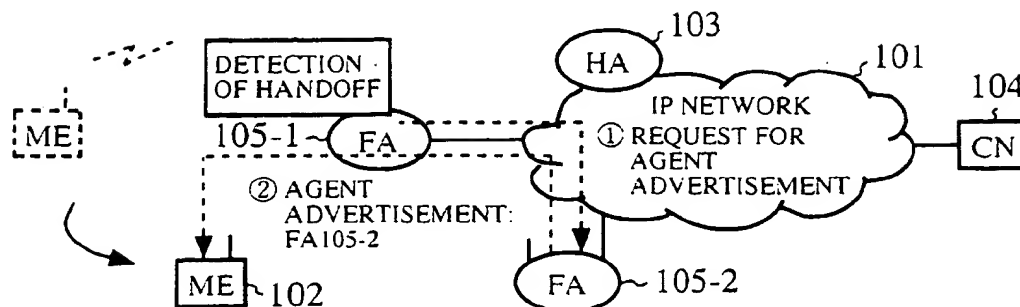 DETECTION
OF HANDOFF
103
HA
101
IP NETWORK
104
ME
105-1
FA
① REQUEST FOR
AGENT
ADVERTISEMENT
CN
② AGENT
ADVERTISEMENT:
FA105-2
ME
102
FA
105-2